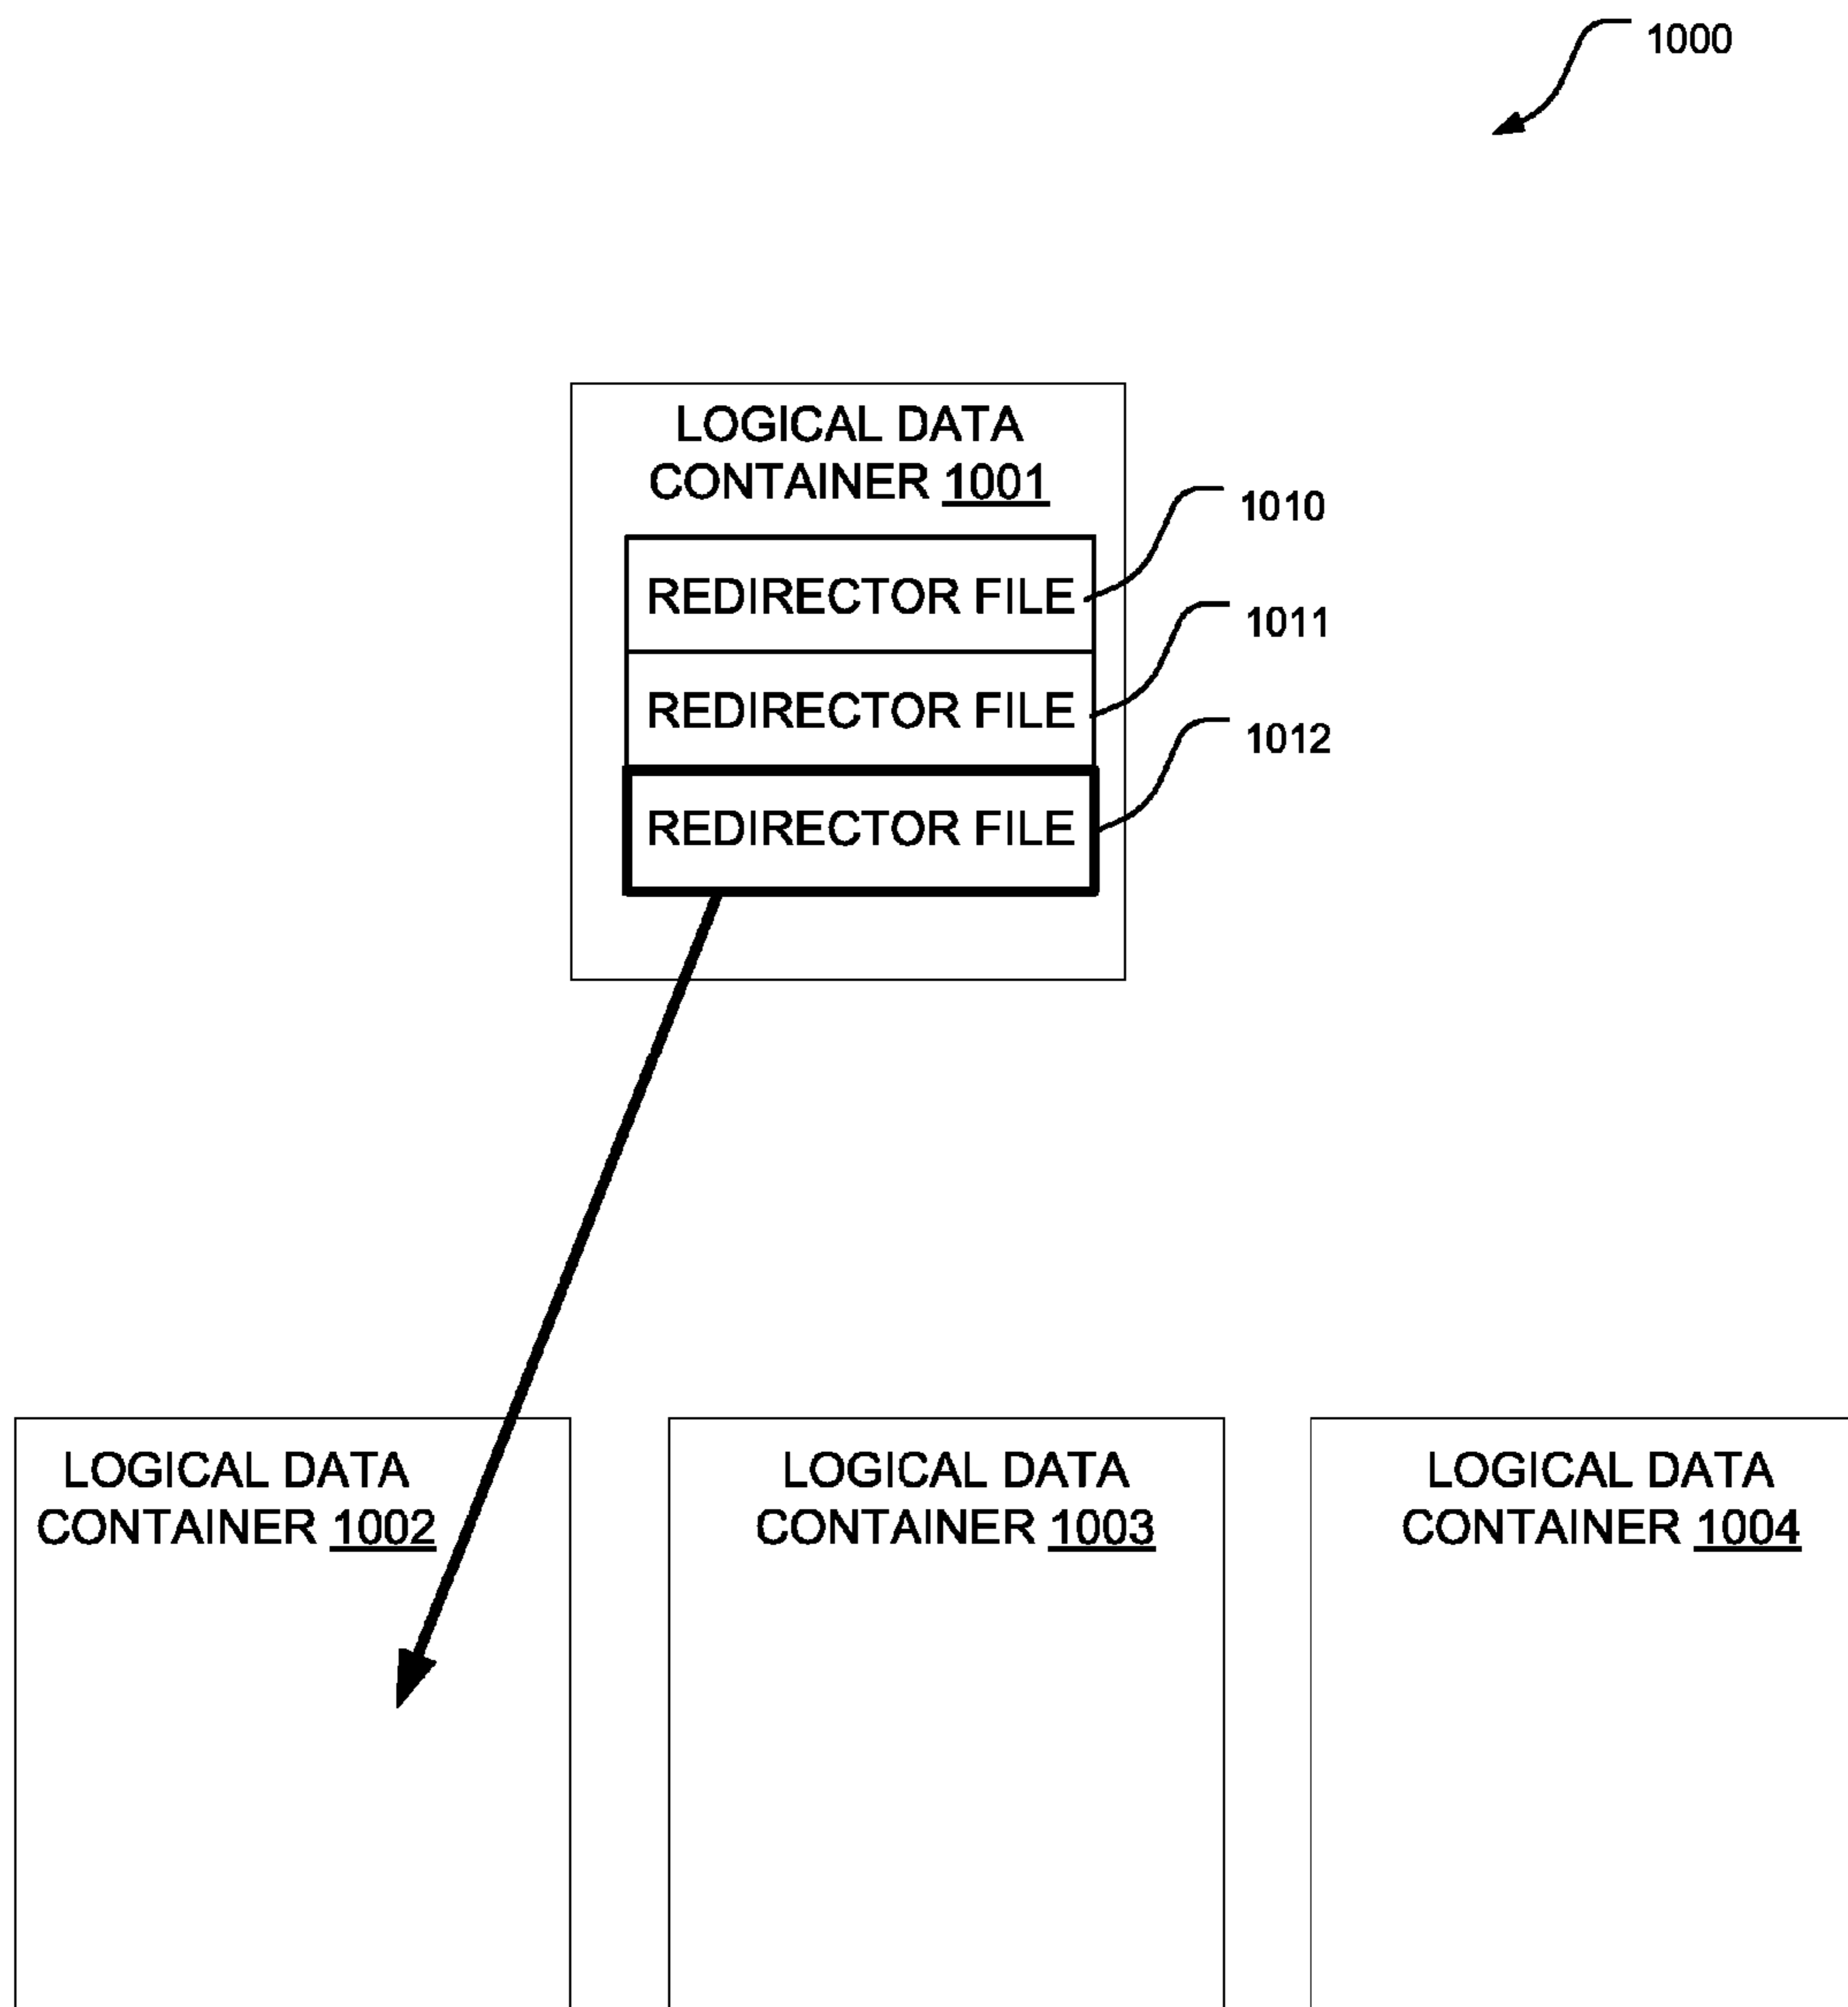 1000
LOGICAL DATA
CONTAINER 1001
REDIRECTOR FILE
1010
REDIRECTOR FILE
1011
REDIRECTOR FILE
1012
LOGICAL DATA
CONTAINER 1002
LOGICAL DATA
CONTAINER 1003
LOGICAL DATA
CONTAINER 1004